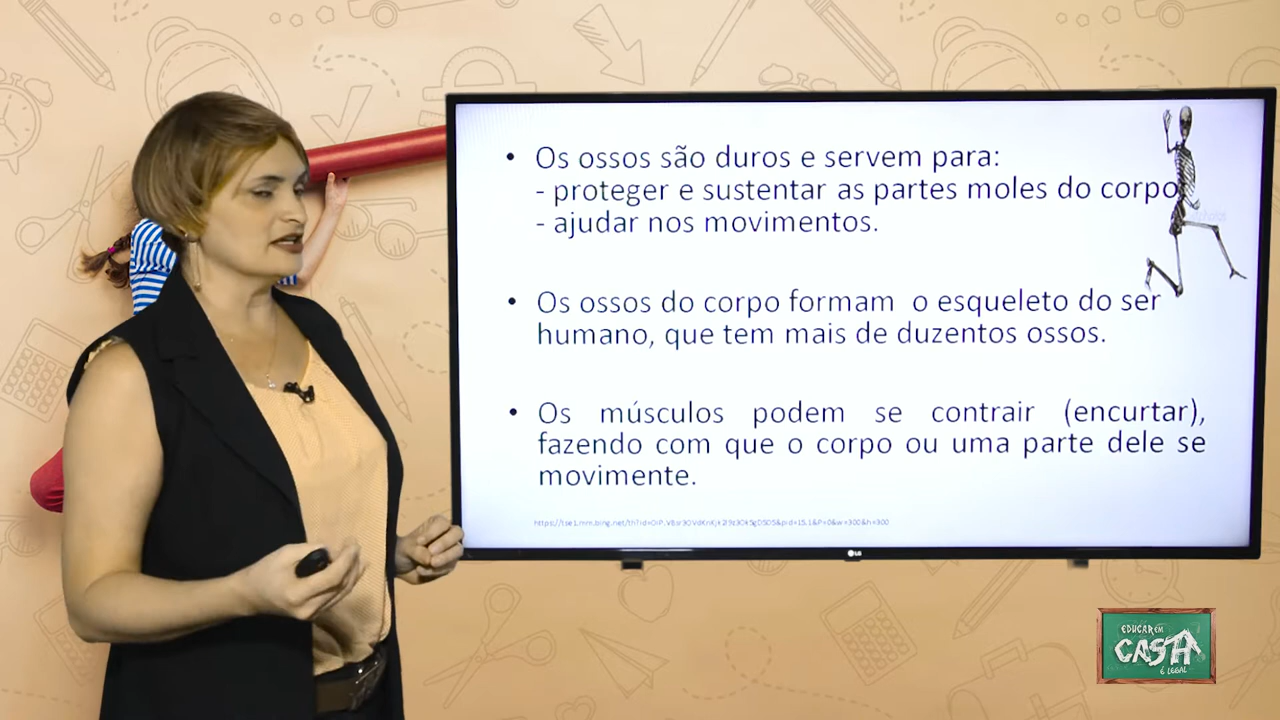 • Os ossos são duros e servem para:
- proteger e sustentar as partes moles do corpo
- ajudar nos movimentos.
• Os ossos do corpo formam o esqueleto do ser
humano, que tem mais de duzentos ossos.
• Os músculos podem se contrair (encurtar),
fazendo com que o corpo ou uma parte dele se
movimente.
LG
EDUCAR EM
CASA
É LEGAL